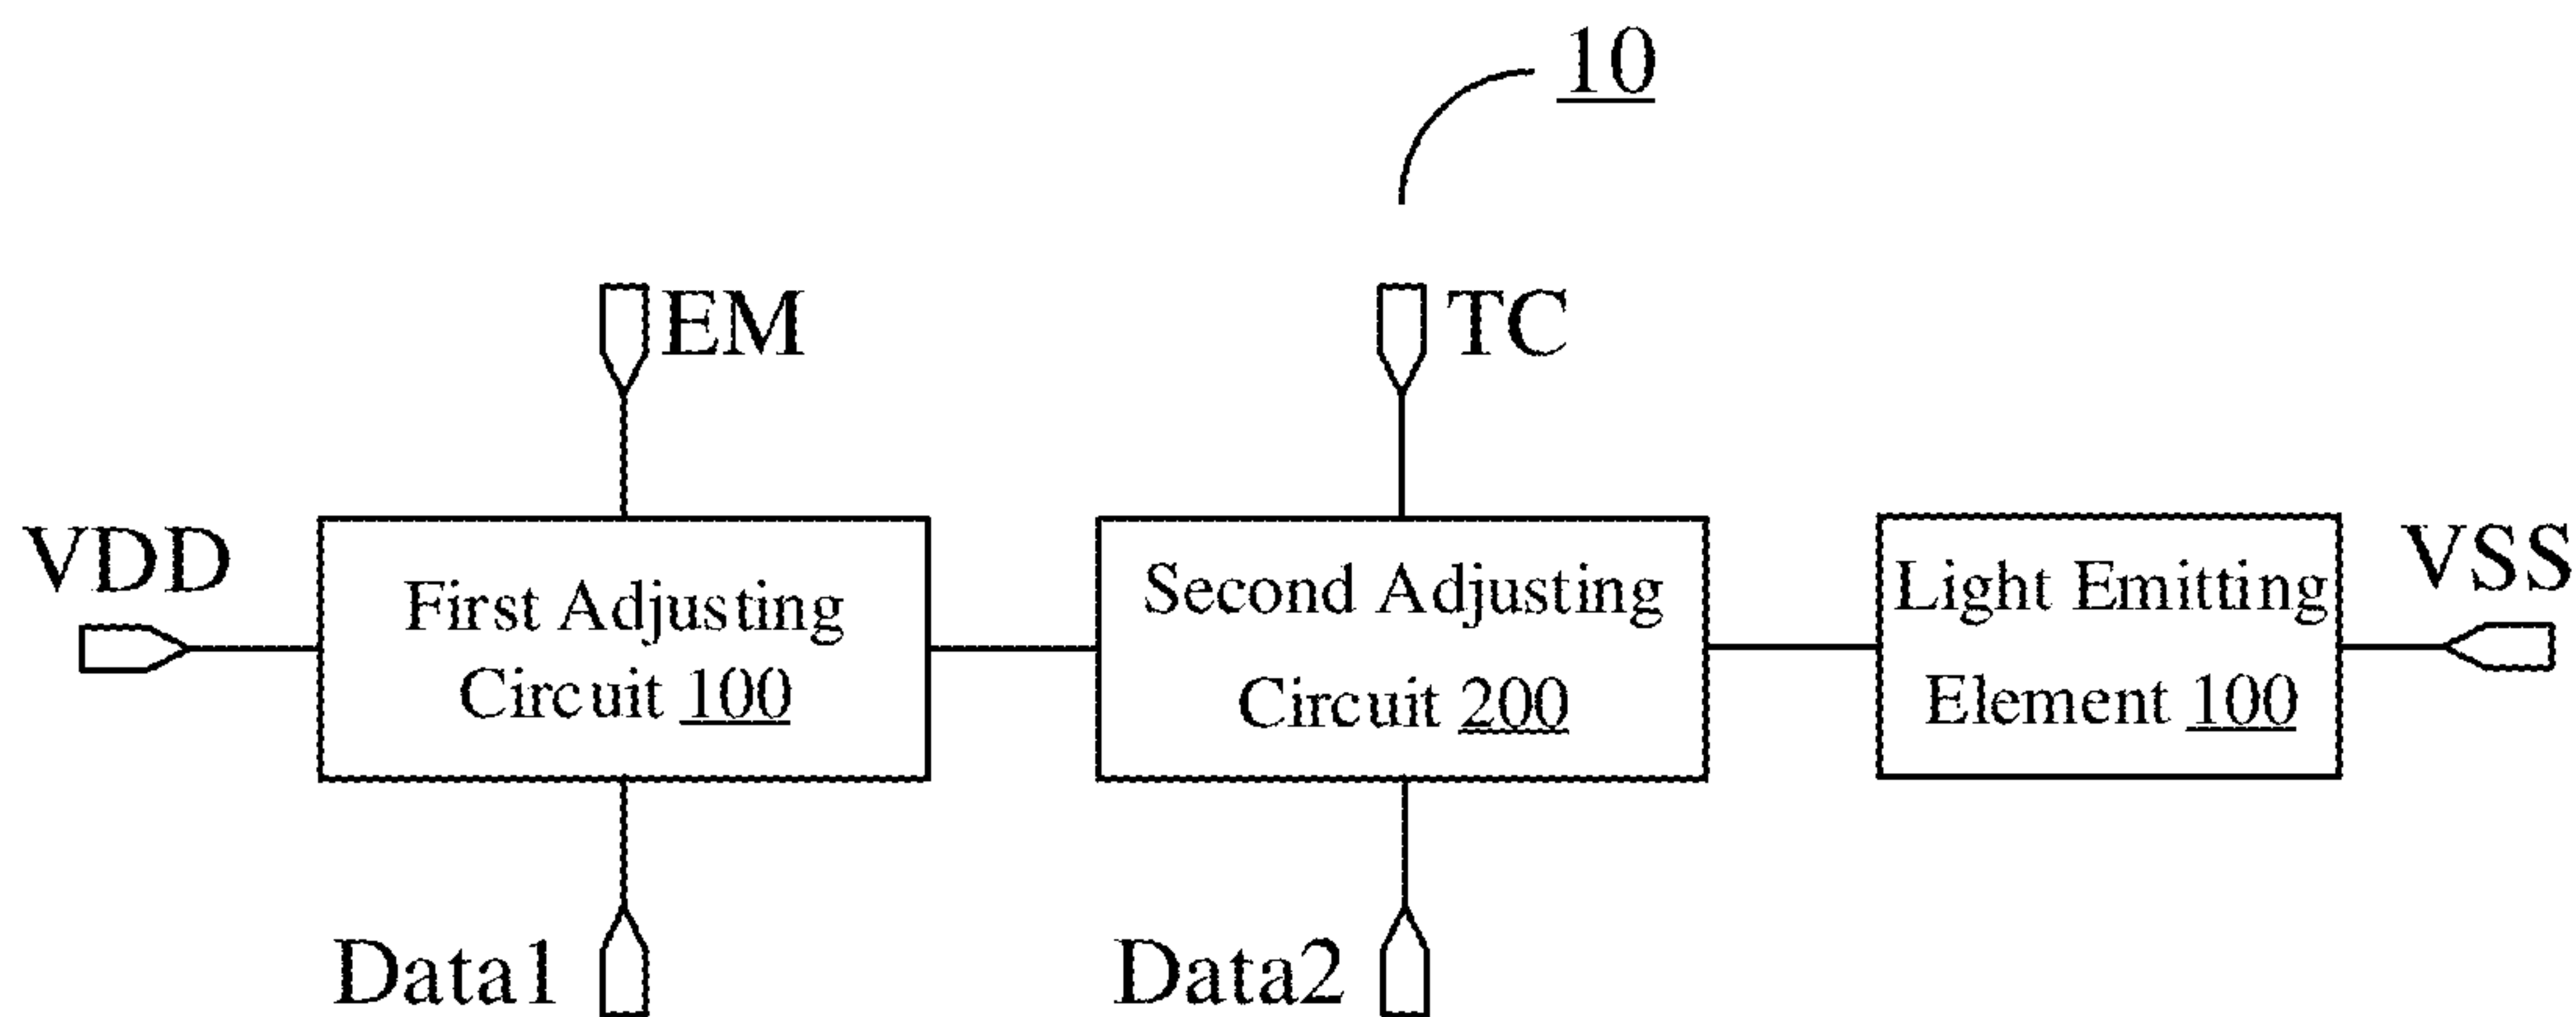 10
EM
TC
VDD
First Adjusting
Circuit 100
Second Adjusting
Circuit 200
Light Emitting
Element 100
VSS
Data1
Data2